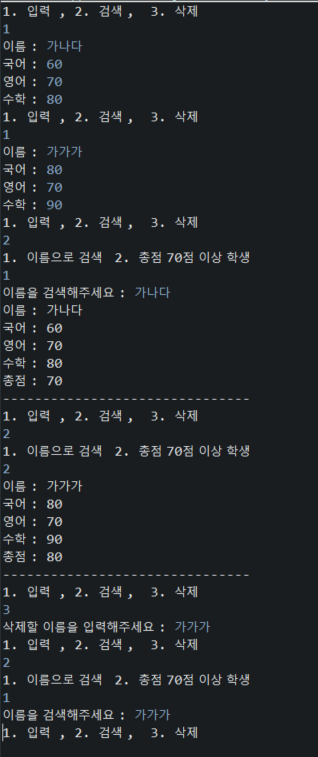 1. 입력 , 2. 검색 ,  3. 삭제
1
이름 : 가나다
국어 : 60
영어 : 70
수학 : 80
1. 입력 , 2. 검색 ,  3. 삭제
1
이름 : 가가가
국어 : 80
영어 : 70
수학 : 90
1. 입력 , 2. 검색 ,  3. 삭제
2
1. 이름으로 검색  2. 총점 70점 이상 학생
1
이름을 검색해주세요 : 가나다
이름 : 가나다
국어 : 60
영어 : 70
수학 : 80
총점 : 70
--------------------------------
1. 입력 , 2. 검색 ,  3. 삭제
2
1. 이름으로 검색  2. 총점 70점 이상 학생
2
이름 : 가가가
국어 : 80
영어 : 70
수학 : 90
총점 : 80
--------------------------------
1. 입력 , 2. 검색 ,  3. 삭제
3
삭제할 이름을 입력해주세요 : 가가가
1. 입력 , 2. 검색 ,  3. 삭제
2
1. 이름으로 검색  2. 총점 70점 이상 학생
1
이름을 검색해주세요 : 가가가
1. 입력 , 2. 검색 ,  3. 삭제